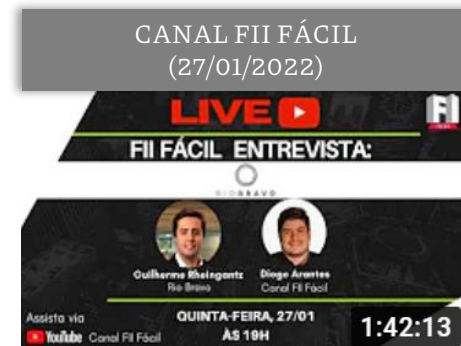 CANAL FII FÁCIL
(27/01/2022)
LIVE
FII FÁCIL ENTREVISTA:
RIO BRAVO
Guilherme Rheingantz
Rio Bravo
Diogo Arantes
Canal FII Fácil
Assista via
YouTube Canal FII Fácil
QUINTA-FEIRA, 27/01
ÀS 19H
1:42:13